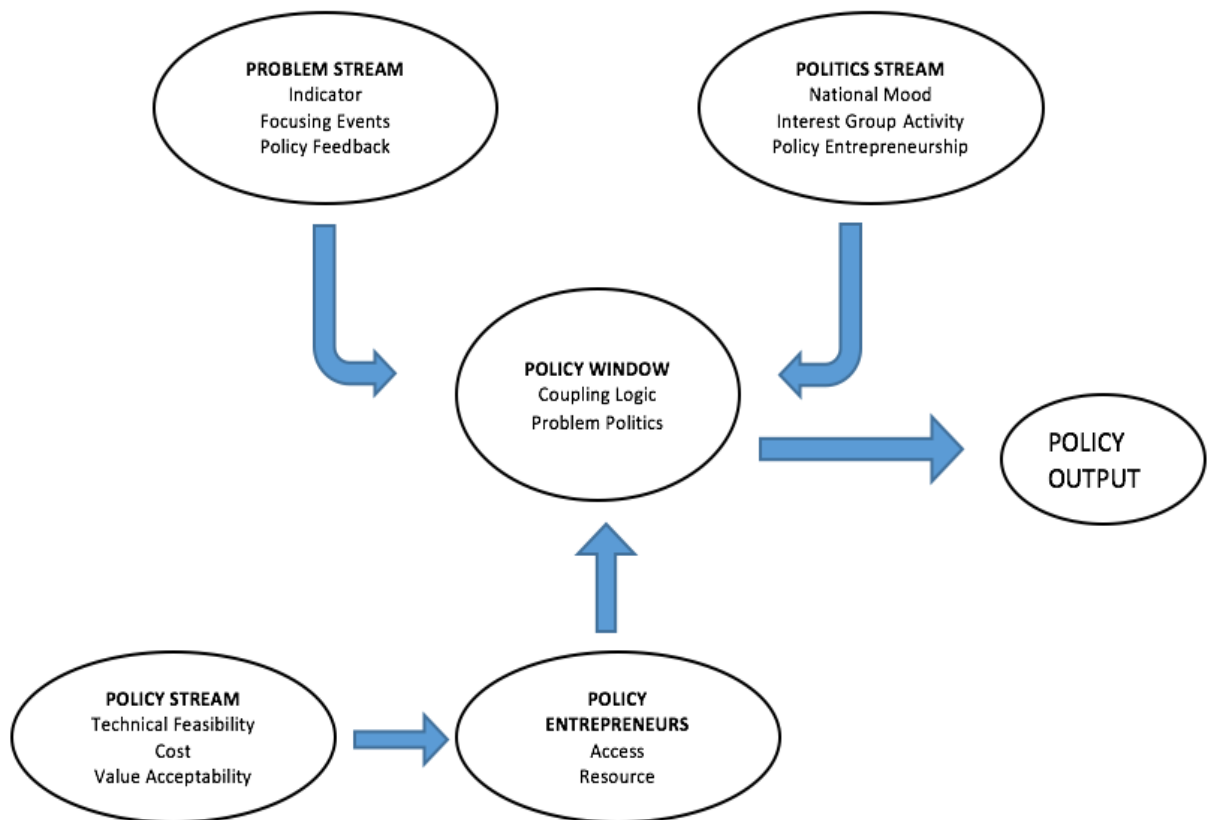 PROBLEM STREAM
Indicator
Focusing Events
Policy Feedback
POLITICS STREAM
National Mood
Interest Group Activity
Policy Entrepreneurship
POLICY WINDOW
Coupling Logic
Problem Politics
POLICY
OUTPUT
POLICY STREAM
Technical Feasibility
Cost
Value Acceptability
POLICY
ENTREPRENEURS
Access
Resource